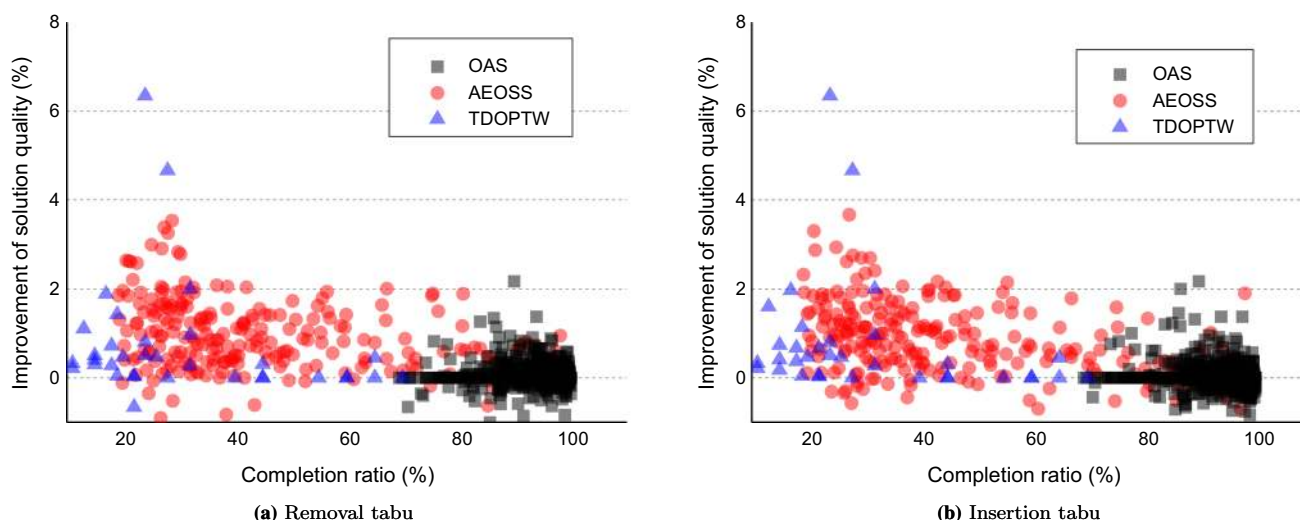 8
6
4
2
0
Improvement of solution quality (%)
OAS
AEOSS
TDOPTW
20
40
60
80
100
Completion ratio (%)
(a) Removal tabu
8
6
4
2
0
Improvement of solution quality (%)
OAS
AEOSS
TDOPTW
20
40
60
80
100
Completion ratio (%)
(b) Insertion tabu